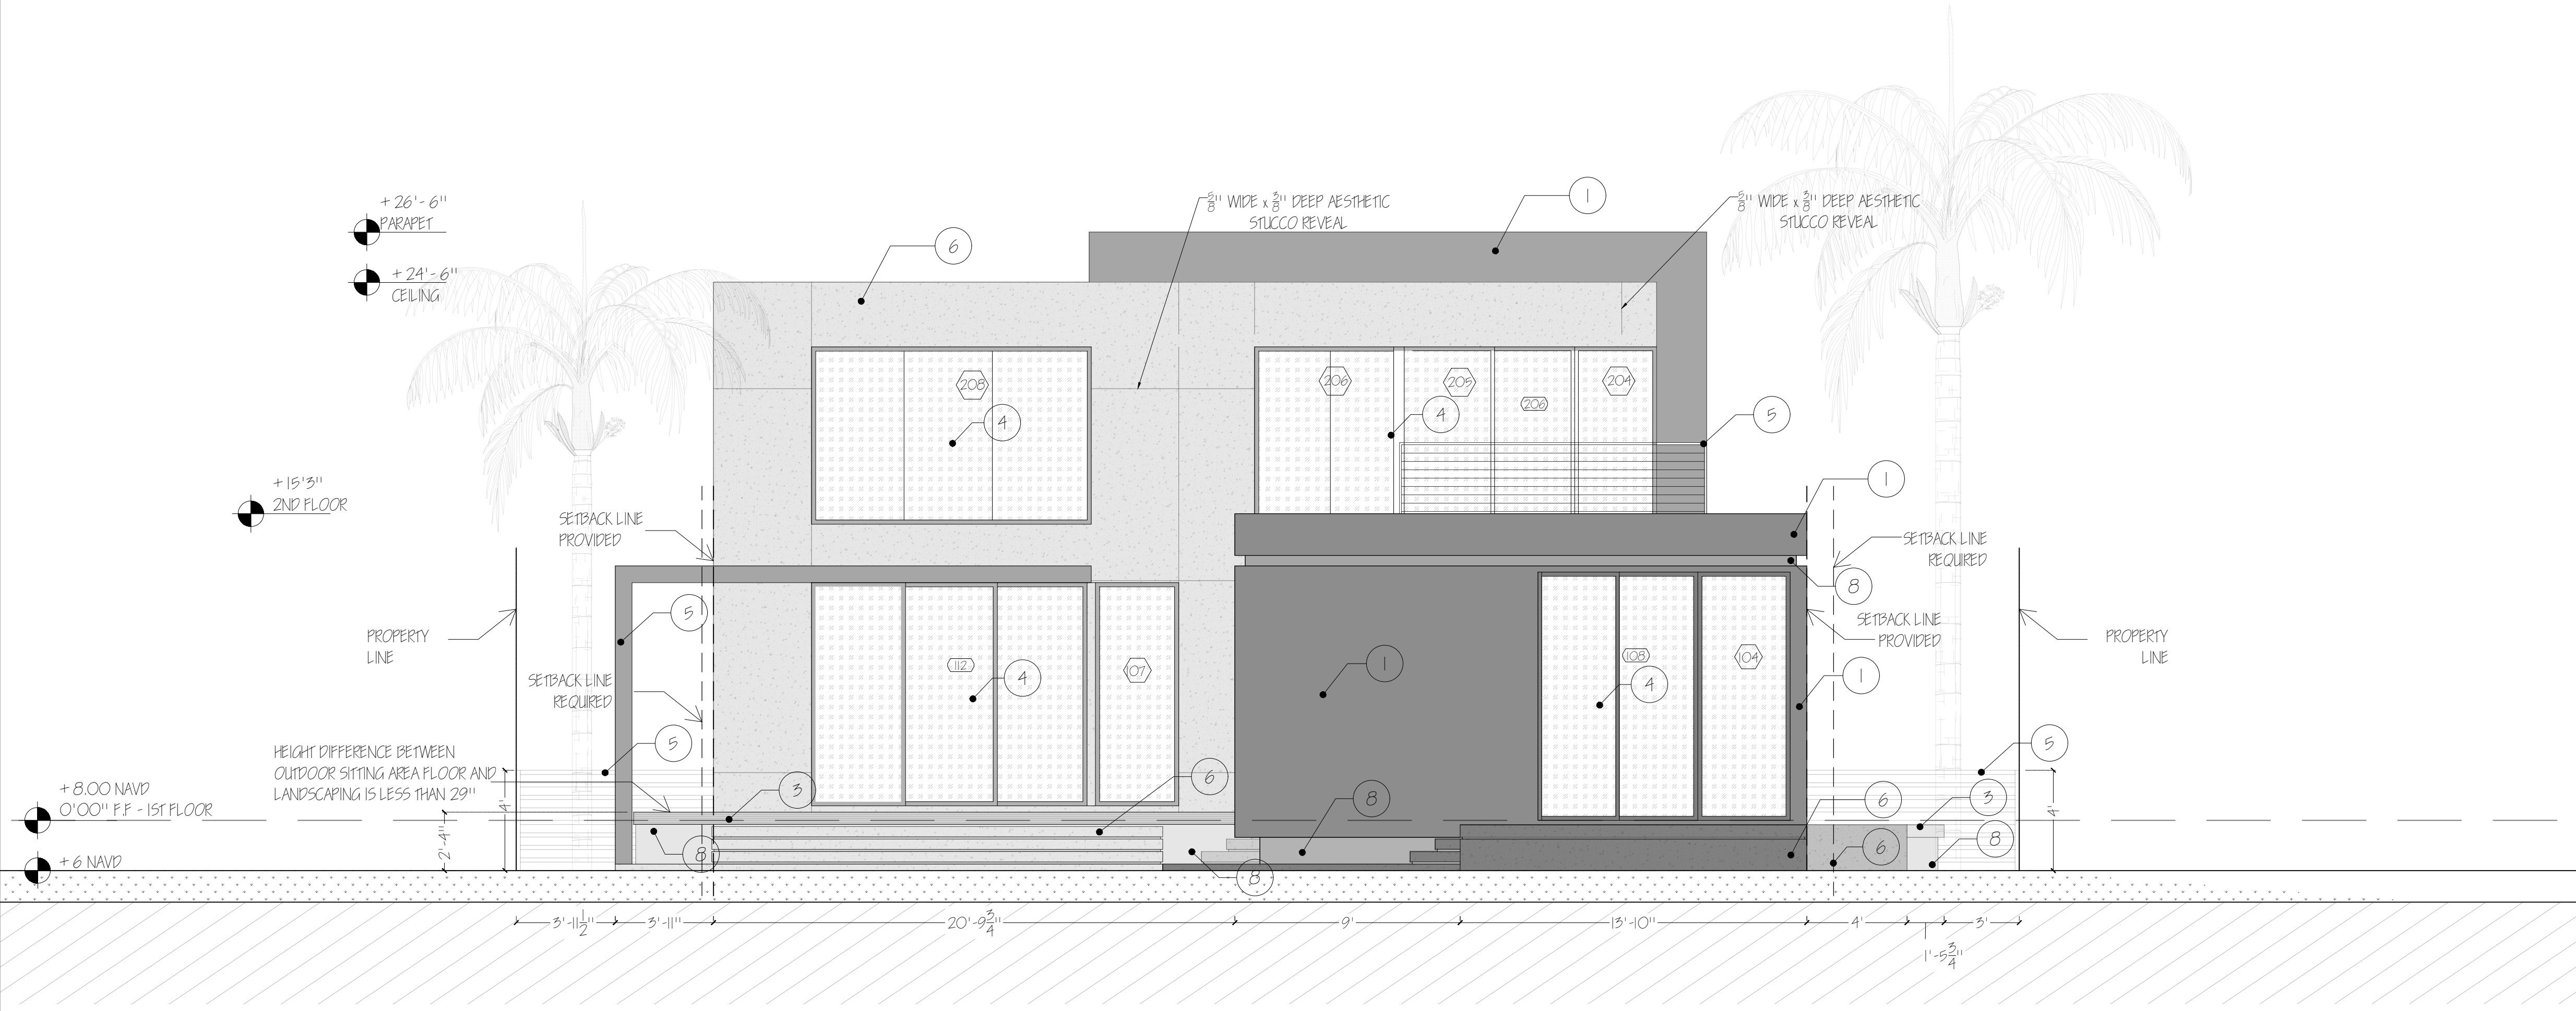 +26'-6"
PARAPET
+24'-6"
CEILING
6
5/8" WIDE x 3/8" DEEP AESTHETIC
STUCCO REVEAL
1
5/8" WIDE x 3/8" DEEP AESTHETIC
STUCCO REVEAL
208
4
206
205
206
204
4
5
+15'3"
2ND FLOOR
1
SETBACK LINE
PROVIDED
SETBACK LINE
REQUIRED
8
5
PROPERTY
LINE
SETBACK LINE
PROVIDED
PROPERTY
LINE
SETBACK LINE
REQUIRED
112
4
107
1
108
4
104
1
5
5
HEIGHT DIFFERENCE BETWEEN
OUTDOOR SITTING AREA FLOOR AND
LANDSCAPING IS LESS THAN 29"
3
6
8
6
3
+8.00 NAVD
0'00" F.F - 1ST FLOOR
4'
4'
2'-4"
+6 NAVD
8
8
6
8
3'-11 1/2"
3'-11"
20'-9 3/4"
9'
13'-10"
4'
3'
1'-5 3/4"